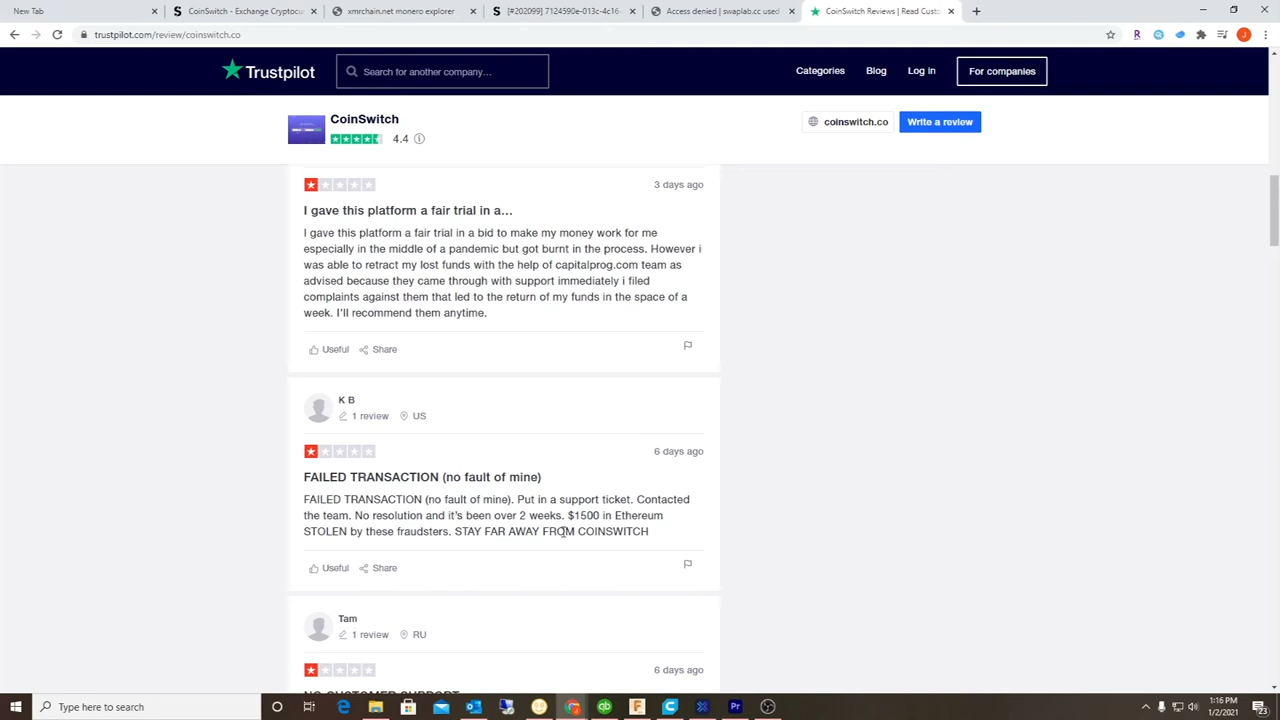 New Tab
CoinSwitch - Exchange Cryptocu
xmrchain.net monero explorer
[#202099] 7124590e-013c-4c16-
Access denied | swaplab.cc used
CoinSwitch Reviews | Read Cust
trustpilot.com/review/coinswitch.co
Trustpilot
Search for another company...
Categories
Blog
Log in
For companies
CoinSwitch
4.4
coinswitch.co
Write a review
3 days ago
I gave this platform a fair trial in a...
I gave this platform a fair trial in a bid to make my money work for me
especially in the middle of a pandemic but got burnt in the process. However i
was able to retract my lost funds with the help of capitalprog.com team as
advised because they came through with support immediately i filed
complaints against them that led to the return of my funds in the space of a
week. I'll recommend them anytime.
Useful
Share
K B
1 review
US
6 days ago
FAILED TRANSACTION (no fault of mine)
FAILED TRANSACTION (no fault of mine). Put in a support ticket. Contacted
the team. No resolution and it's been over 2 weeks. $1500 in Ethereum
STOLEN by these fraudsters. STAY FAR AWAY FROM COINSWITCH
Useful
Share
Tam
1 review
RU
6 days ago
NO CUSTOMER SUPPORT
Type here to search
1:16 PM
1/2/2021